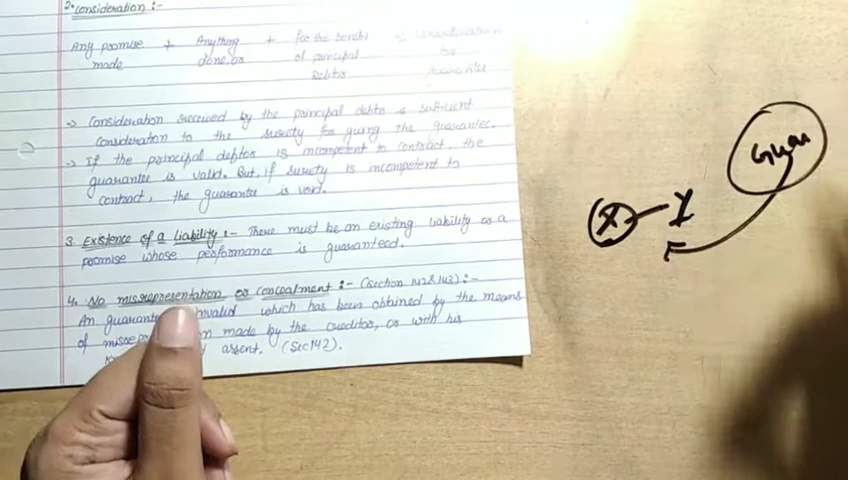 2. Consideration :-
Any promise + Anything + for the benefit
made done, or of principal
Debtor
-> Consideration received by the principal debtor is sufficient
consideration to the surety for giving the guarantee.
-> If the principal debtor is incompetent to contract, the
guarantee is valid. But, if surety is incompetent to
contract, the guarantee is void.
3. Existence of a liability :- There must be an existing liability or a
promise whose performance is guaranteed.
4. No misrepresentation or concealment :- (Section 142 & 143) :-
An invalid which has been obtained by the means
of made by the creditor, or with his
assent. (Sec 142).
X - Y